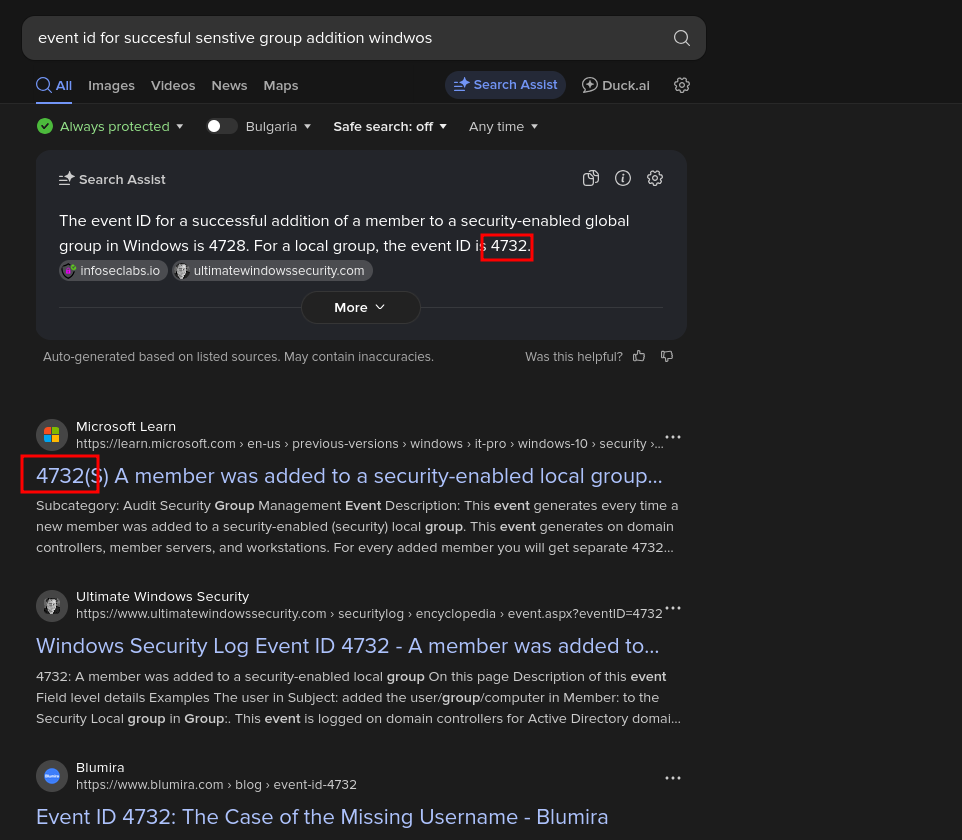 event id for succesful senstive group addition windwos
All Images Videos News Maps Search Assist Duck.ai
Always protected Bulgaria Safe search: off Any time
Search Assist
The event ID for a successful addition of a member to a security-enabled global
group in Windows is 4728. For a local group, the event ID is 4732.
infoseclabs.io ultimatewindowssecurity.com
More
Auto-generated based on listed sources. May contain inaccuracies. Was this helpful?
Microsoft Learn
https://learn.microsoft.com › en-us › previous-versions › windows › it-pro › windows-10 › security ›...
4732(S) A member was added to a security-enabled local group...
Subcategory: Audit Security Group Management Event Description: This event generates every time a
new member was added to a security-enabled (security) local group. This event generates on domain
controllers, member servers, and workstations. For every added member you will get separate 4732...
Ultimate Windows Security
https://www.ultimatewindowssecurity.com › securitylog › encyclopedia › event.aspx?eventID=4732
Windows Security Log Event ID 4732 - A member was added to...
4732: A member was added to a security-enabled local group On this page Description of this event
Field level details Examples The user in Subject: added the user/group/computer in Member: to the
Security Local group in Group:. This event is logged on domain controllers for Active Directory domai...
Blumira
https://www.blumira.com › blog › event-id-4732
Event ID 4732: The Case of the Missing Username - Blumira